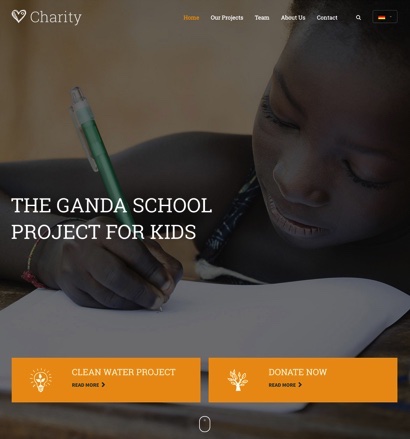 Charity
Home Our Projects Team About Us Contact
THE GANDA SCHOOL
PROJECT FOR KIDS
CLEAN WATER PROJECT
READ MORE
DONATE NOW
READ MORE